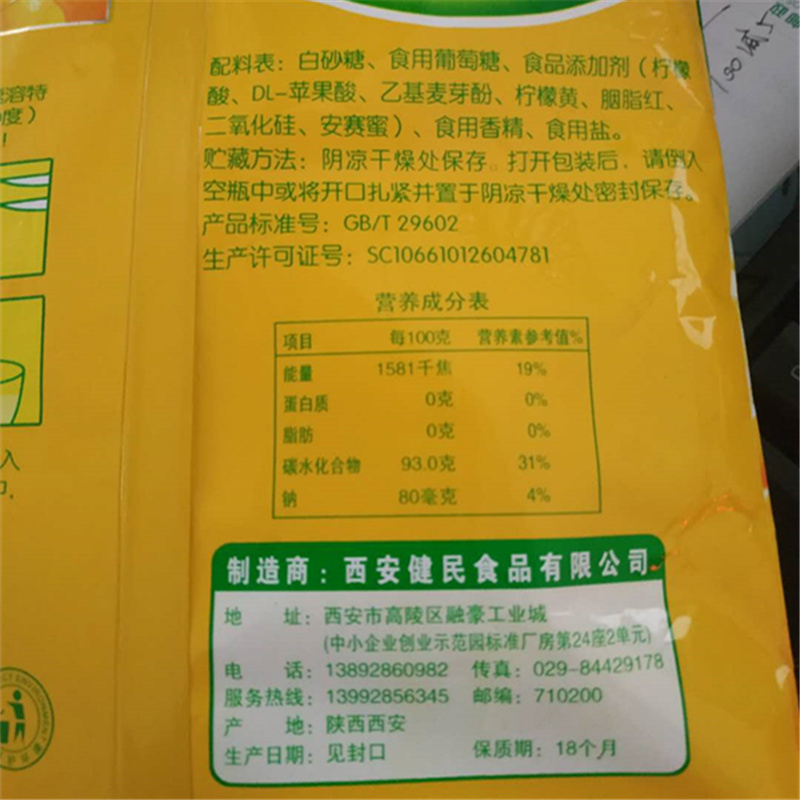 配料表：白砂糖、食用葡萄糖、食品添加剂（柠檬
酸、DL-苹果酸、乙基麦芽酚、柠檬黄、胭脂红、
二氧化硅、安赛蜜）、食用香精、食用盐。
贮藏方法：阴凉干燥处保存。打开包装后，请倒入
空瓶中或将开口扎紧并置于阴凉干燥处密封保存。
产品标准号：GB/T 29602
生产许可证号：SC10661012604781
营养成分表
项目 每100克 营养素参考值%
能量 1581千焦 19%
蛋白质 0克 0%
脂肪 0克 0%
碳水化合物 93.0克 31%
钠 80毫克 4%
制造商：西安健民食品有限公司
地 址：西安市高陵区融豪工业城
(中小企业创业示范园标准厂房第24座2单元)
电 话：13892860982 传真：029-84429178
服务热线：13992856345 邮编：710200
产 地：陕西西安
生产日期：见封口 保质期：18个月
溶特
度）
！
入